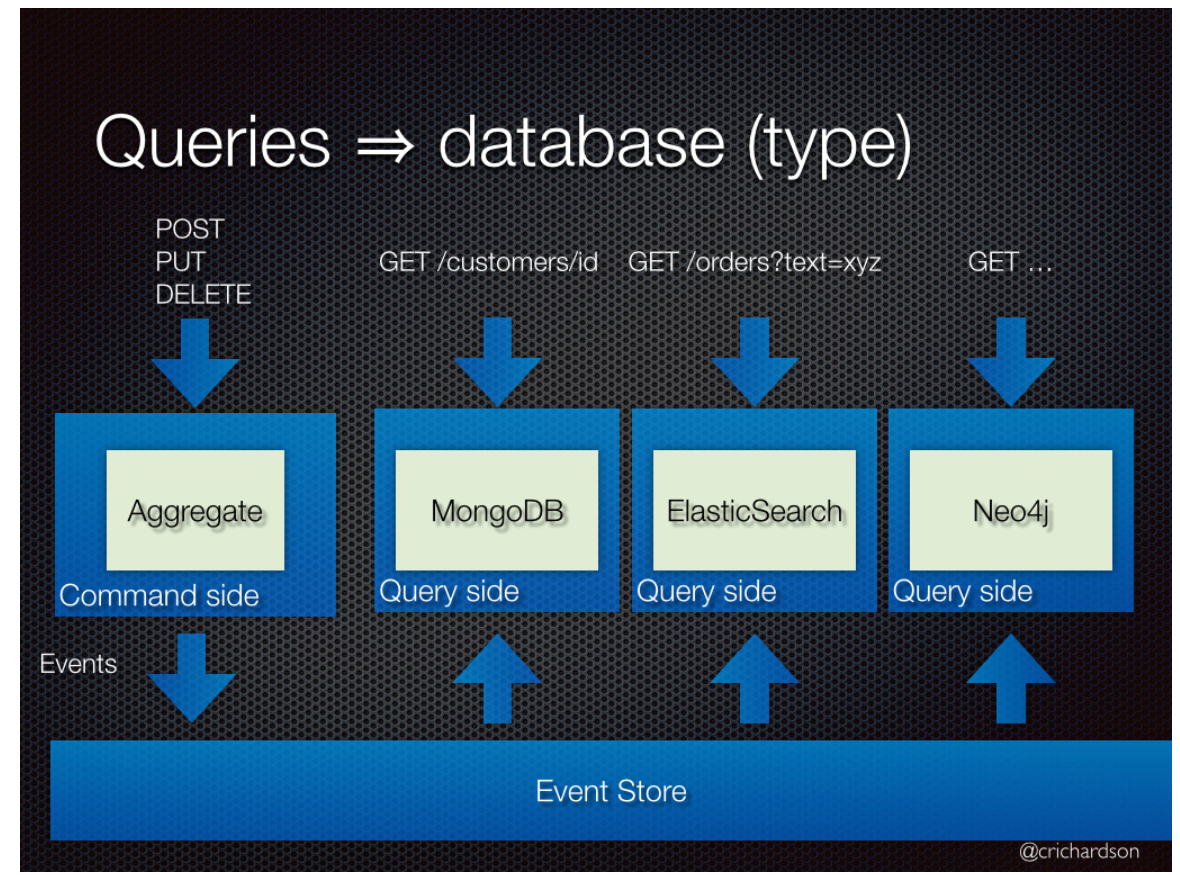 Queries ⇒ database (type)
POST
PUT
DELETE
GET /customers/id
GET /orders?text=xyz
GET …
Aggregate
Command side
MongoDB
Query side
ElasticSearch
Query side
Neo4j
Query side
Events
Event Store
@crichardson